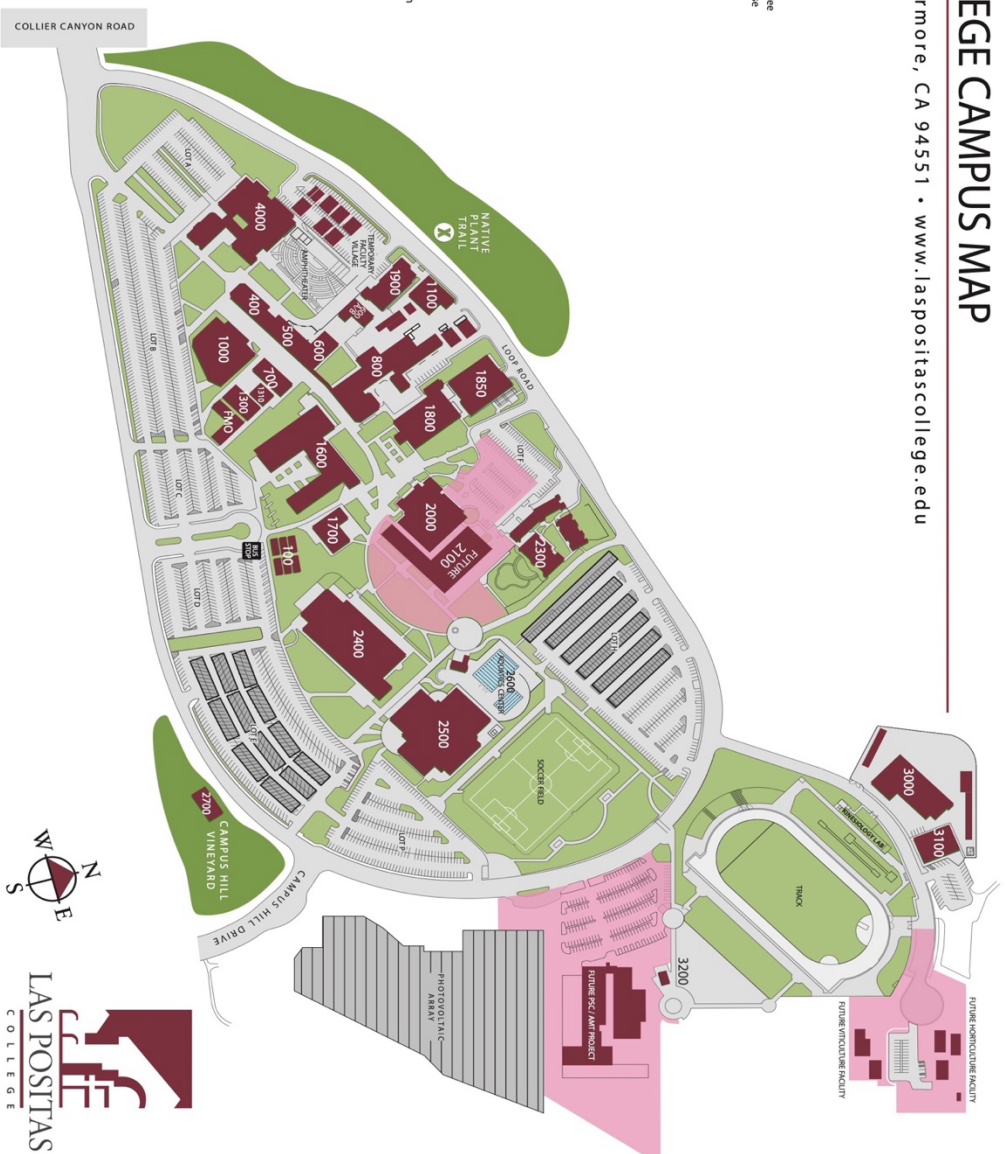 EGE CAMPUS MAP
rmore, CA 94551 • www.laspositascollege.edu
COLLIER CANYON ROAD
NATIVE
PLANT
TRAIL
LOOP ROAD
LOT A
4000
TEMPORARY
FACULTY
VILLAGE
AMPHITHEATER
1900
1100
400
500
600
800
1850
1800
LOT B
1000
700
1310
1300
FMO
1600
LOT F
2000
FUTURE
2100
2300
1700
LOT C
BUS
STOP
100
LOT D
2400
LOT H
2600
AQUATICS CENTER
2500
SOCCER FIELD
LOT P
2700
CAMPUS HILL
VINEYARD
CAMPUS HILL DRIVE
3000
3100
KINESIOLOGY LAB
TRACK
3200
FUTURE PSC / AMT PROJECT
PHOTOVOLTAIC
ARRAY
FUTURE HORTICULTURE FACILITY
FUTURE VITICULTURE FACILITY
N
W
E
S
LAS POSITAS
COLLEGE